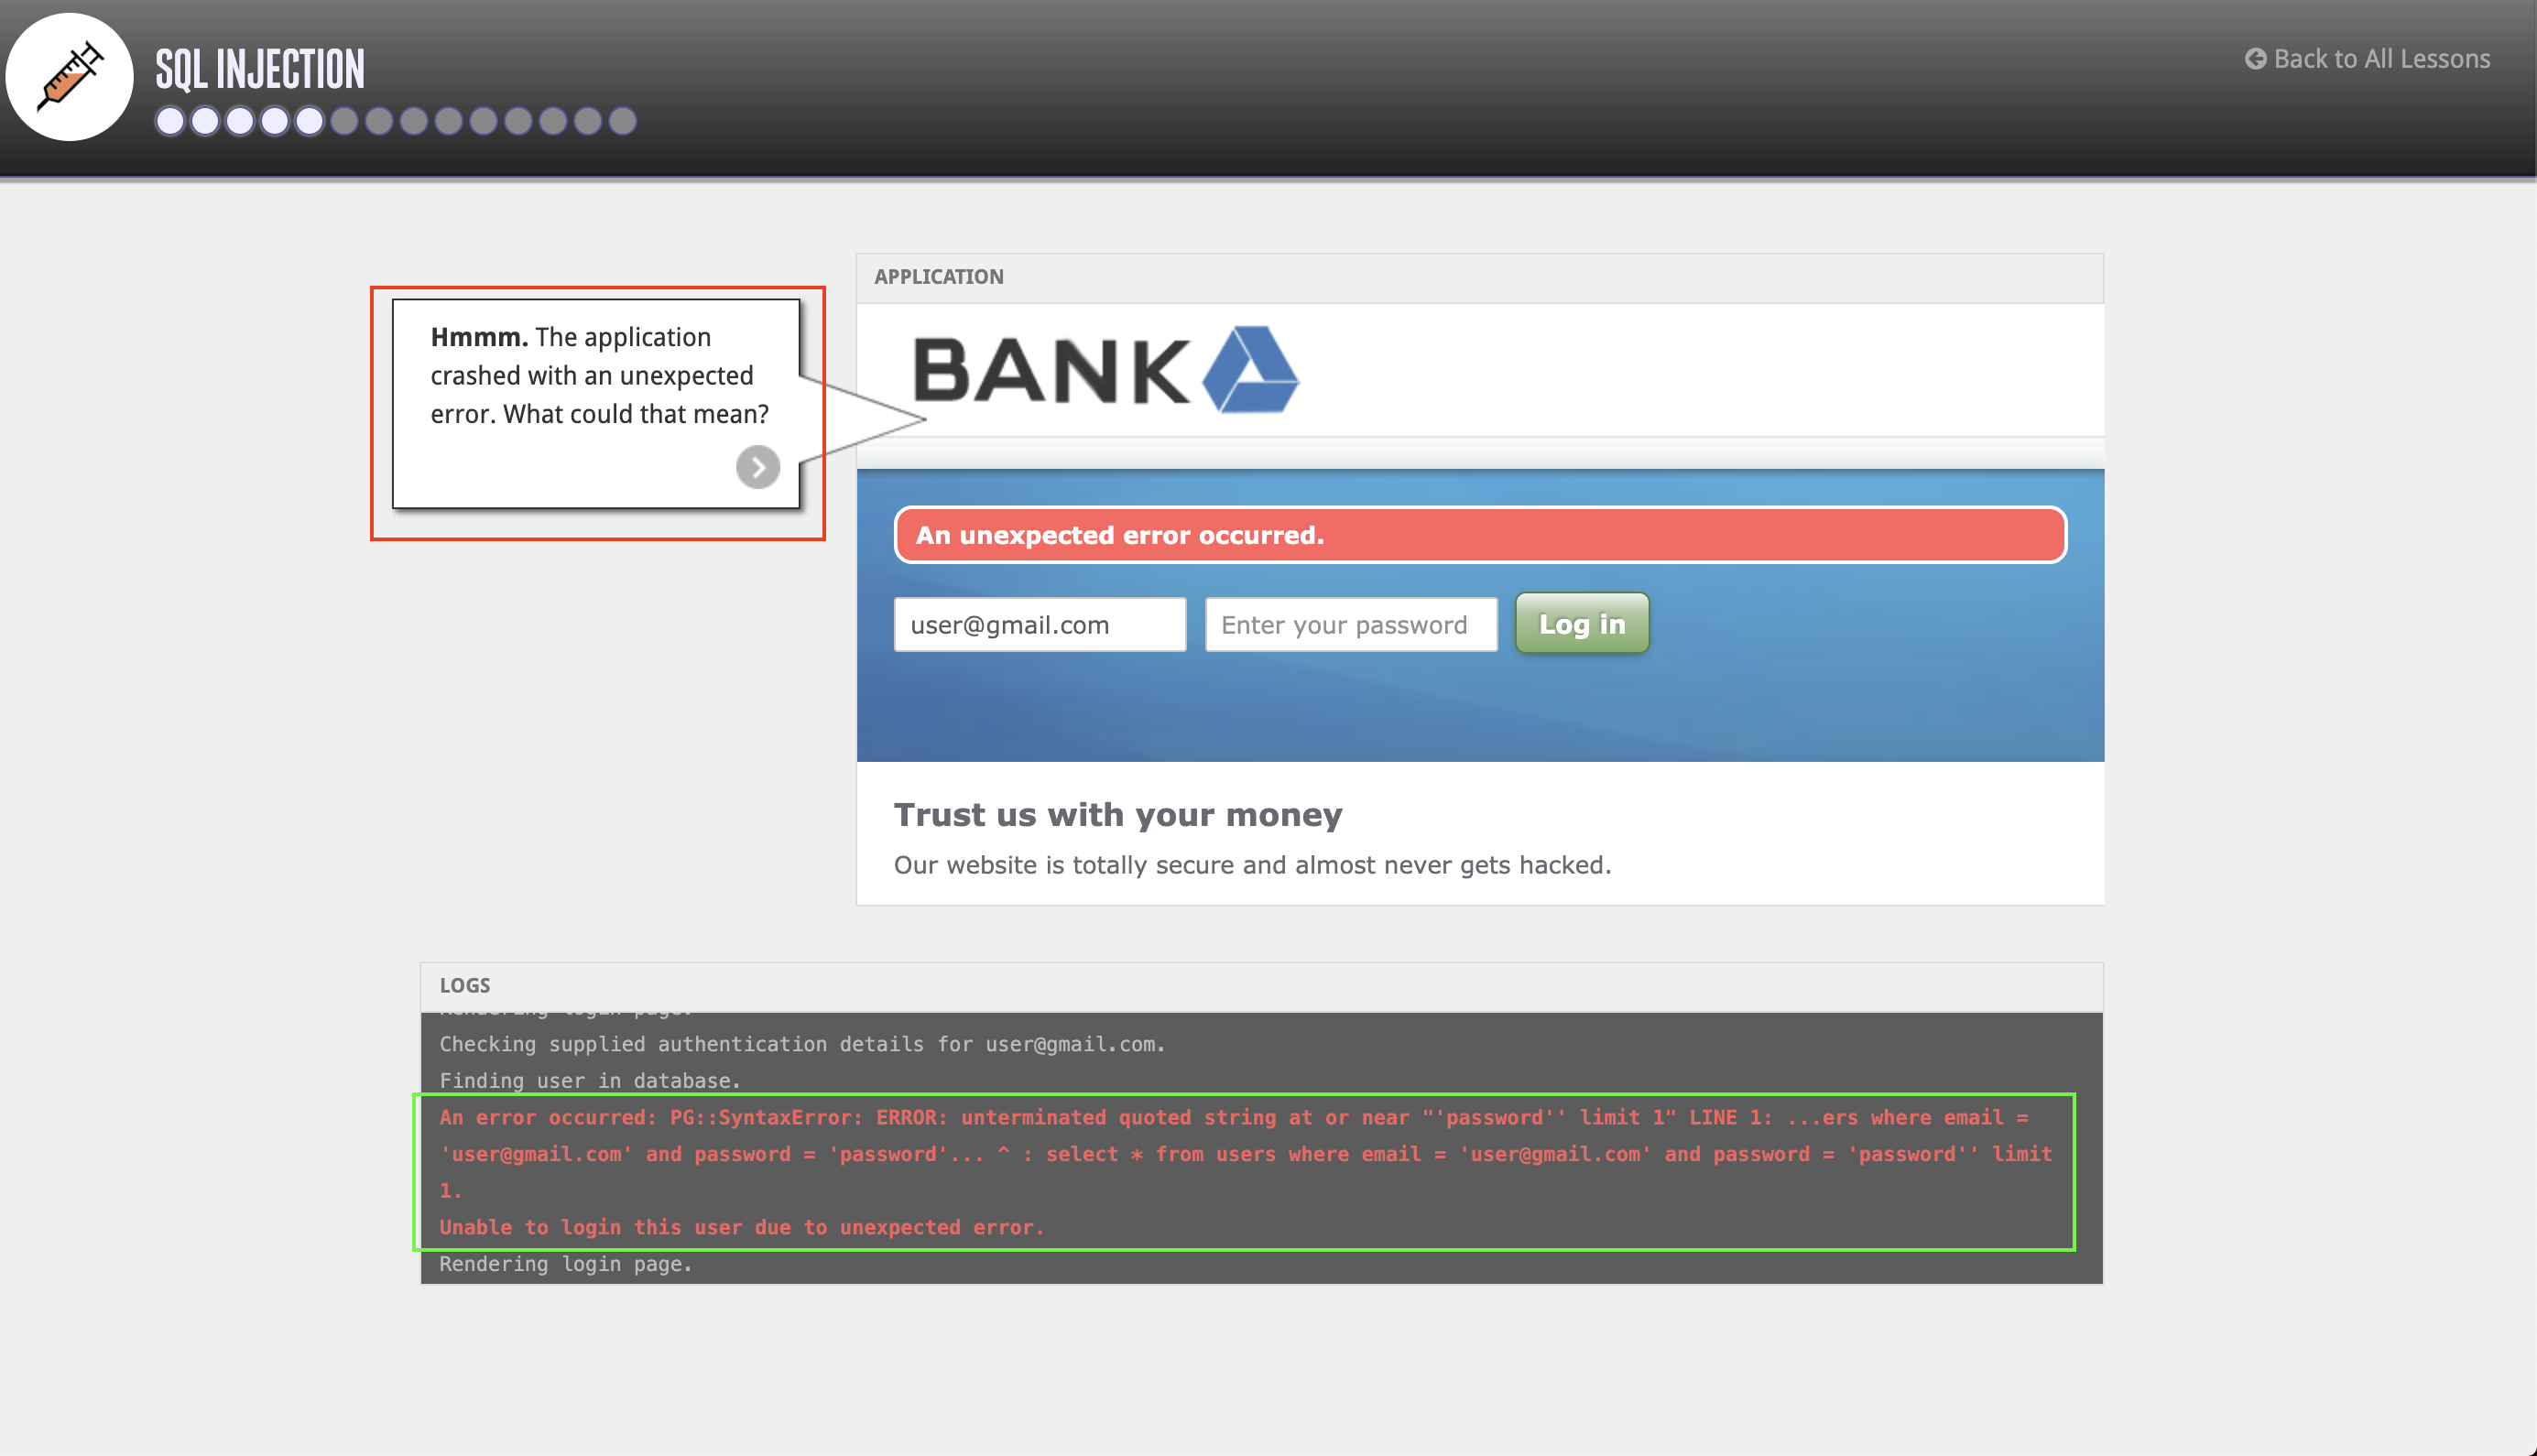 SQL INJECTION
Back to All Lessons
APPLICATION
Hmmm. The application
crashed with an unexpected
error. What could that mean?
BANK
An unexpected error occurred.
user@gmail.com
Enter your password
Log in
Trust us with your money
Our website is totally secure and almost never gets hacked.
LOGS
Rendering login page.
Checking supplied authentication details for user@gmail.com.
Finding user in database.
An error occurred: PG::SyntaxError: ERROR: unterminated quoted string at or near "'password'' limit 1" LINE 1: ...ers where email =
'user@gmail.com' and password = 'password'... ^ : select * from users where email = 'user@gmail.com' and password = 'password'' limit
1.
Unable to login this user due to unexpected error.
Rendering login page.